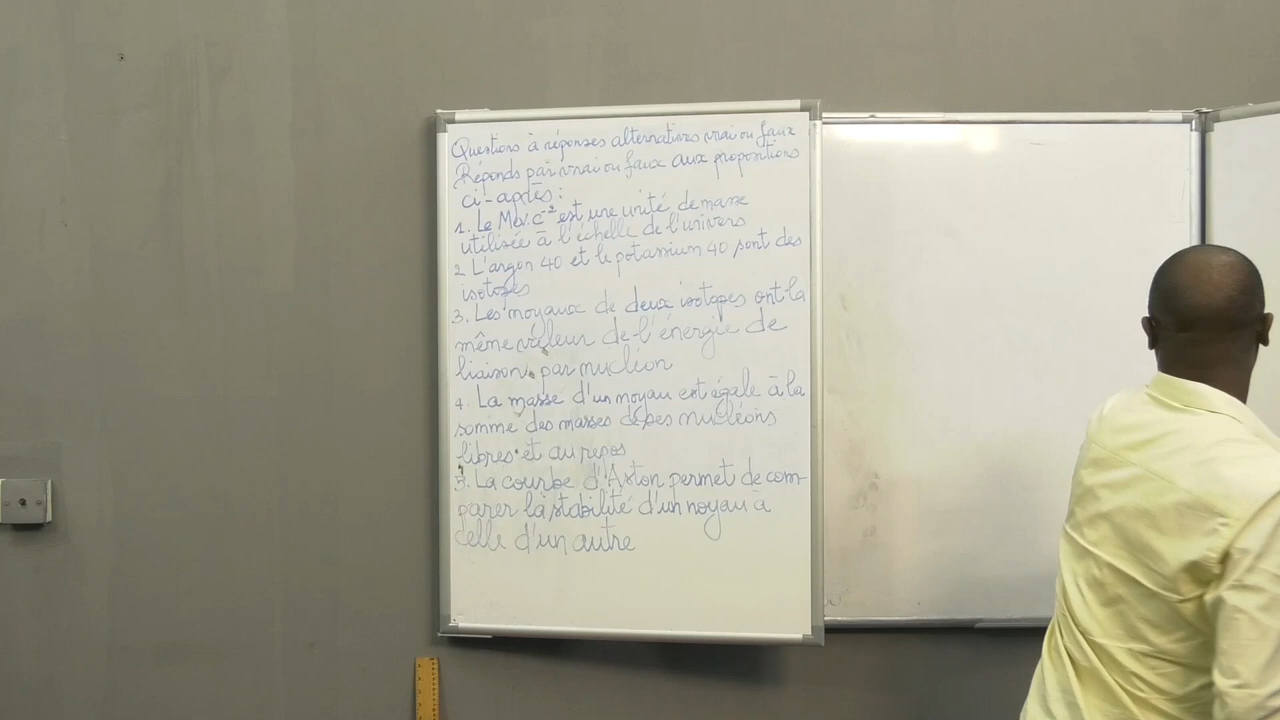 Questions à réponses alternatives vrai ou faux
Réponds par vrai ou faux aux propositions
ci-après :
1. Le Mev.c⁻² est une unité de masse
utilisée à l'échelle de l'univers
2 L'argon 40 et le potassium 40 sont des
isotopes
3. Les noyaux de deux isotopes ont la
même valeur de l'énergie de
liaison par nucléon
4. La masse d'un noyau est égale à la
somme des masses de ses nucléons
libres et au repos
5. La courbe d'Aston permet de com-
parer la stabilité d'un noyau à
celle d'un autre